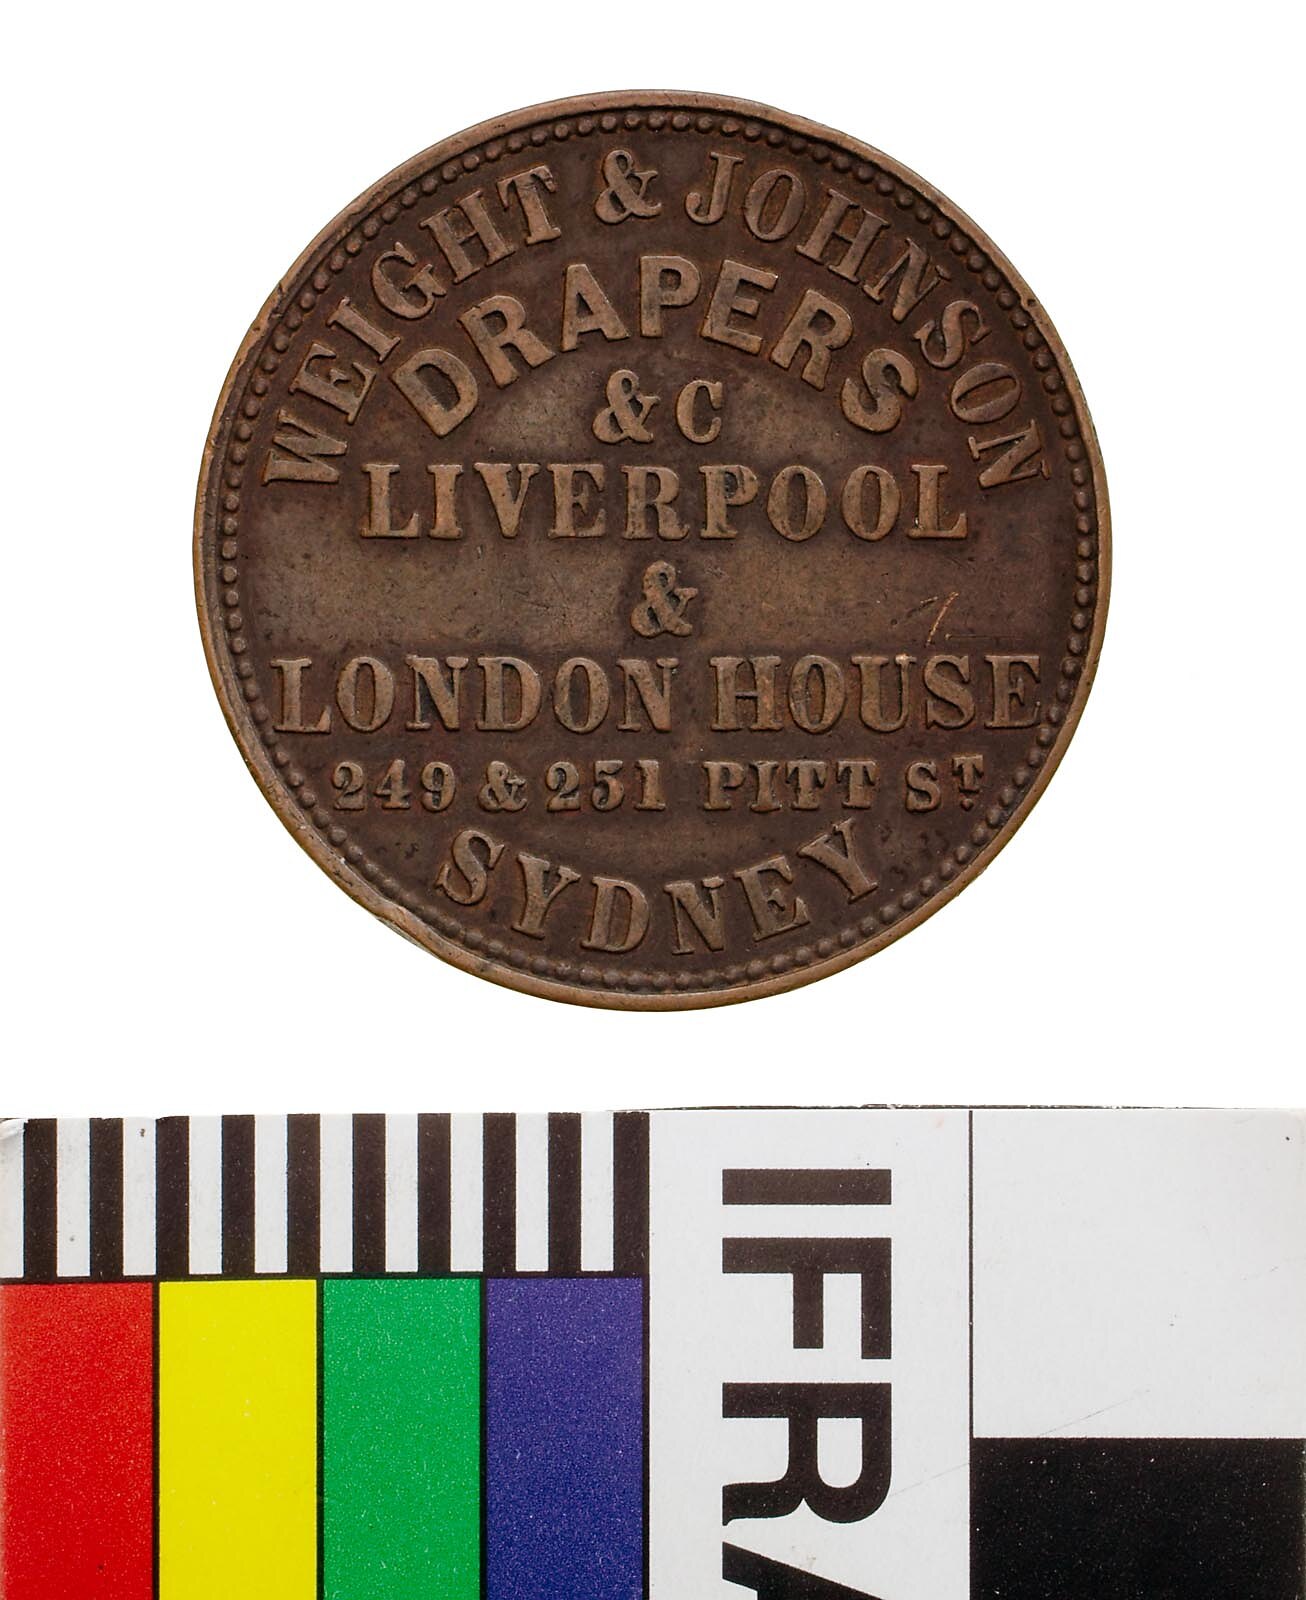 WEIGHT & JOHNSON
DRAPERS
& C
LIVERPOOL
&
LONDON HOUSE
249 & 251 PITT ST.
SYDNEY
IFRA